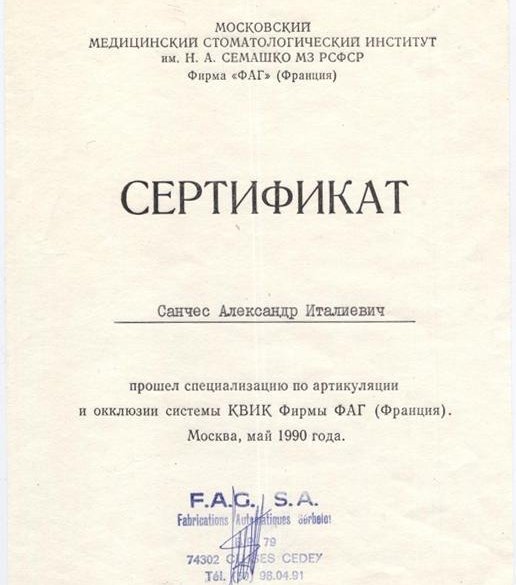 МОСКОВСКИЙ
МЕДИЦИНСКИЙ СТОМАТОЛОГИЧЕСКИЙ ИНСТИТУТ
им. Н. А. СЕМАШКО МЗ РСФСР
Фирма «ФАГ» (Франция)
СЕРТИФИКАТ
Санчес Александр Италиевич
прошел специализацию по артикуляции
и окклюзии системы КВИК Фирмы ФАГ (Франция).
Москва, май 1990 года.
F.A.G. S.A.
Fabrications
79
74302 CEDEX
Tél. 98.04.91